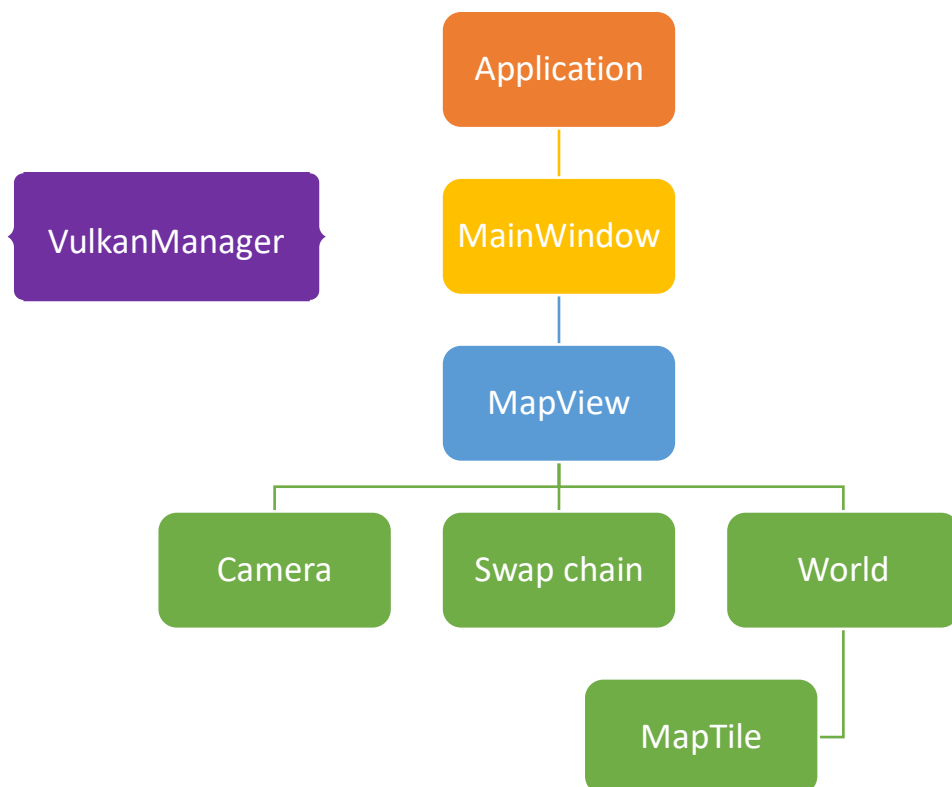 Application
VulkanManager
MainWindow
MapView
Camera
Swap chain
World
MapTile